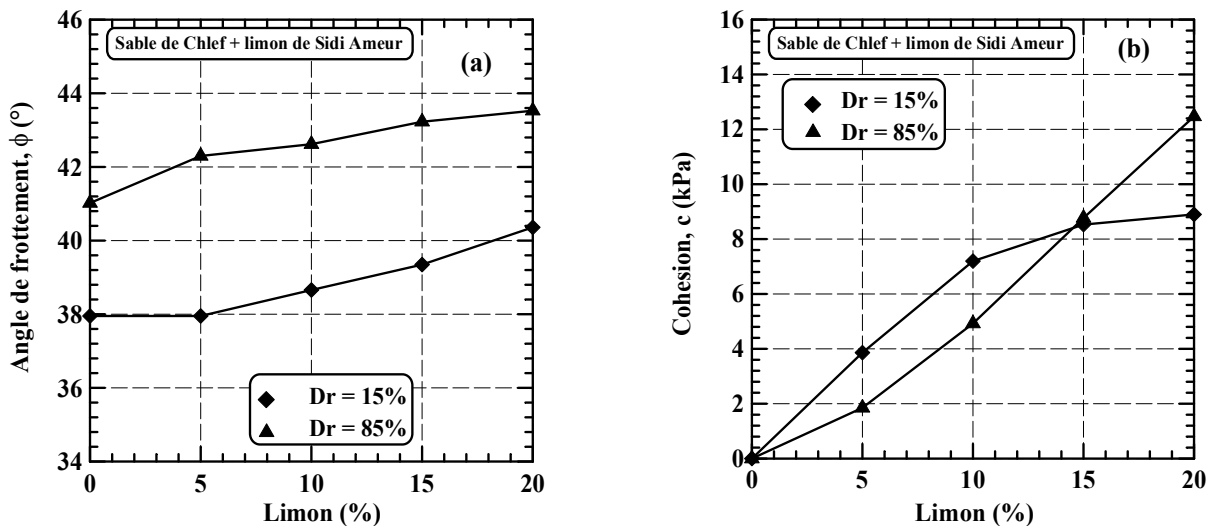 46
44
42
40
38
36
34
Angle de frottement, ϕ (°)
Sable de Chlef + limon de Sidi Ameur
(a)
Dr = 15%
Dr = 85%
0 5 10 15 20
Limon (%)
16
14
12
10
8
6
4
2
0
Cohesion, c (kPa)
Sable de Chlef + limon de Sidi Ameur
(b)
Dr = 15%
Dr = 85%
0 5 10 15 20
Limon (%)